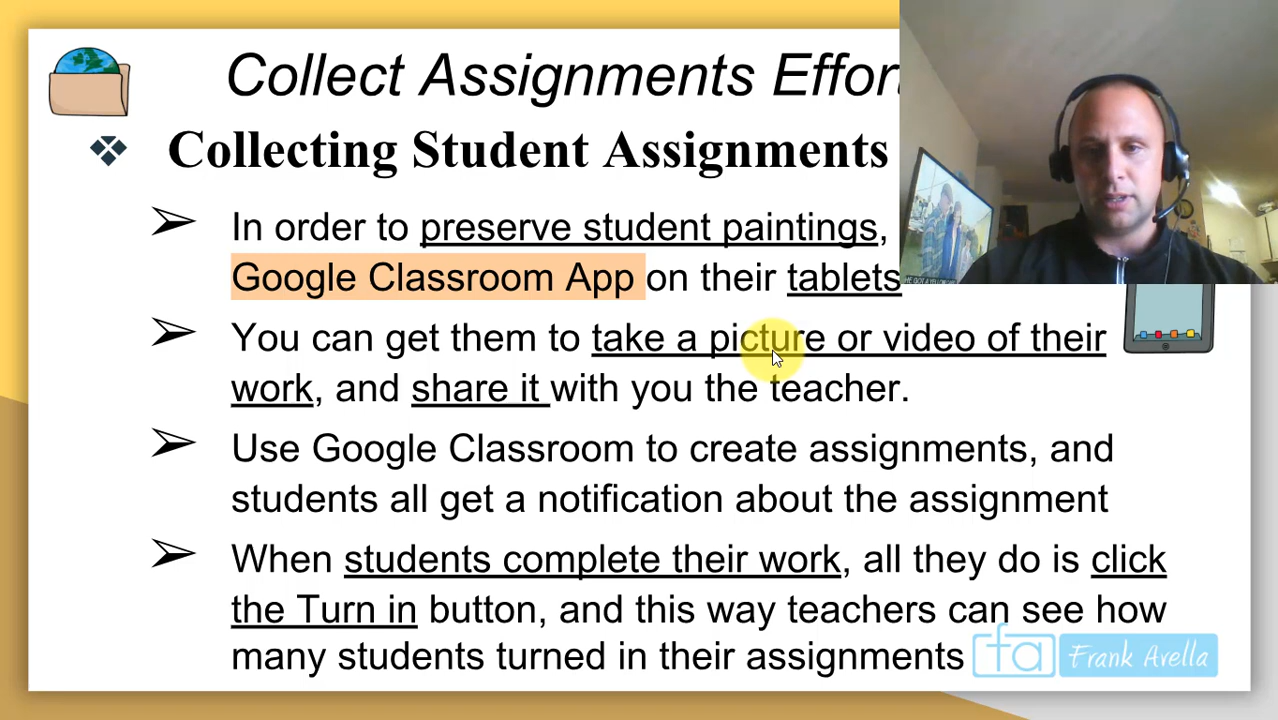 Collect Assignments Effor
Collecting Student Assignments
In order to preserve student paintings,
Google Classroom App on their tablets
You can get them to take a picture or video of their
work, and share it with you the teacher.
Use Google Classroom to create assignments, and
students all get a notification about the assignment
When students complete their work, all they do is click
the Turn in button, and this way teachers can see how
many students turned in their assignments
fa Frank Avella